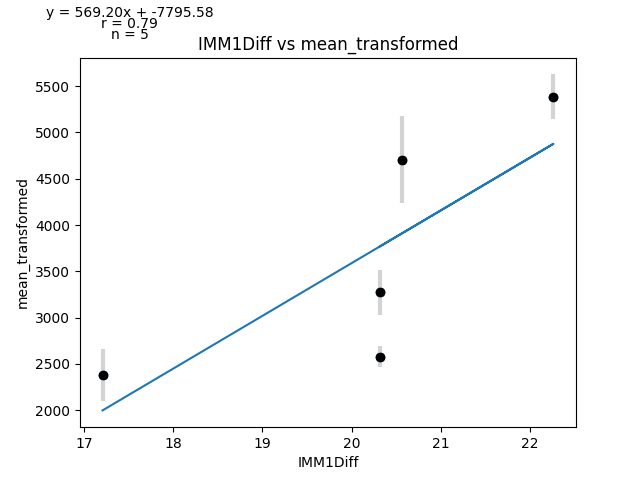 y = 569.20x + -7795.58
r = 0.79
n = 5
IMM1Diff vs mean_transformed
mean_transformed
5500
5000
4500
4000
3500
3000
2500
2000
17 18 19 20 21 22
IMM1Diff